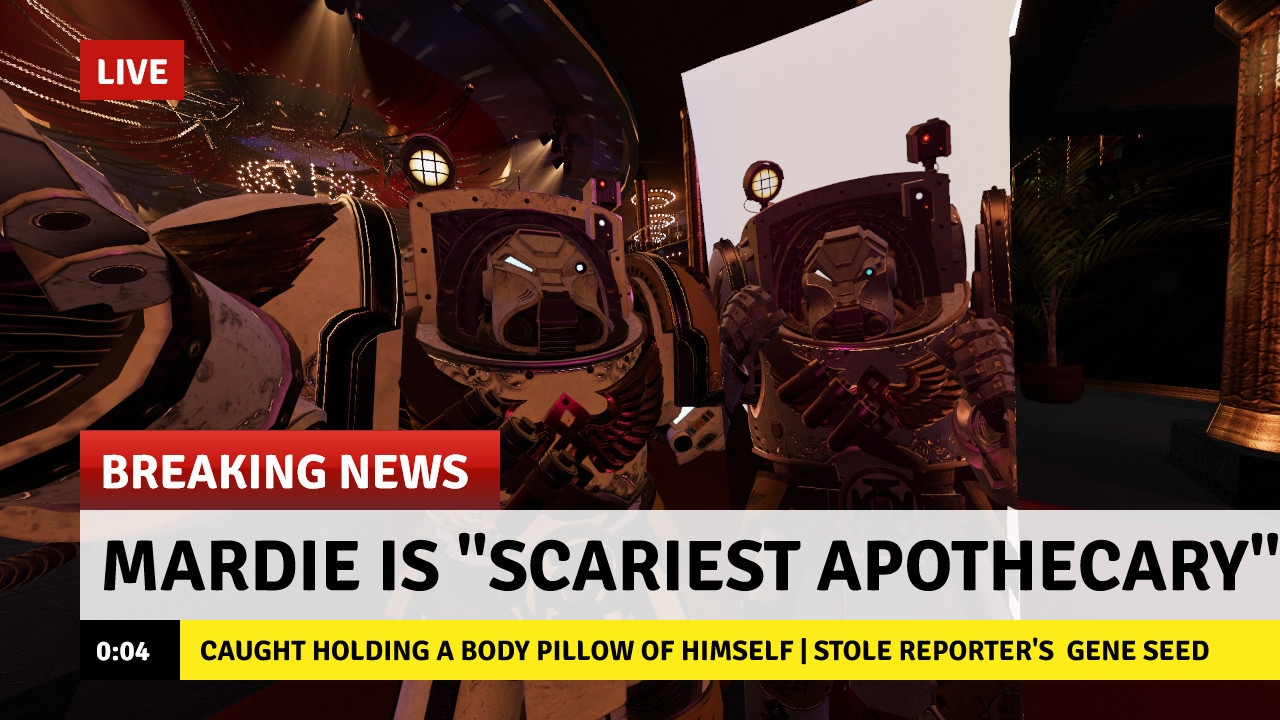 LIVE
BREAKING NEWS
MARDIE IS "SCARIEST APOTHECARY"
0:04
CAUGHT HOLDING A BODY PILLOW OF HIMSELF | STOLE REPORTER'S GENE SEED